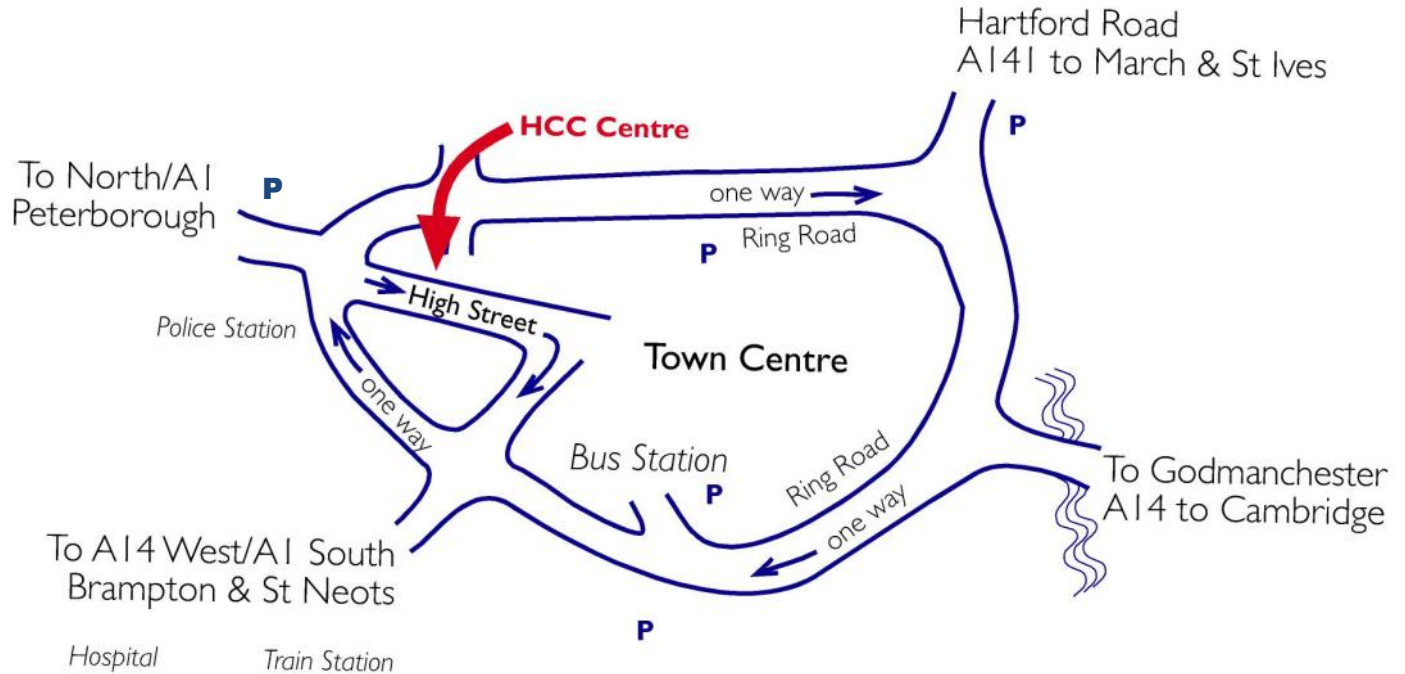 Hartford Road
A141 to March & St Ives
P
HCC Centre
To North/A1
Peterborough
P
one way
Ring Road
P
High Street
Police Station
Town Centre
one way
Bus Station
P
Ring Road
one way
To Godmanchester
A14 to Cambridge
To A14 West/A1 South
Brampton & St Neots
P
Hospital
Train Station